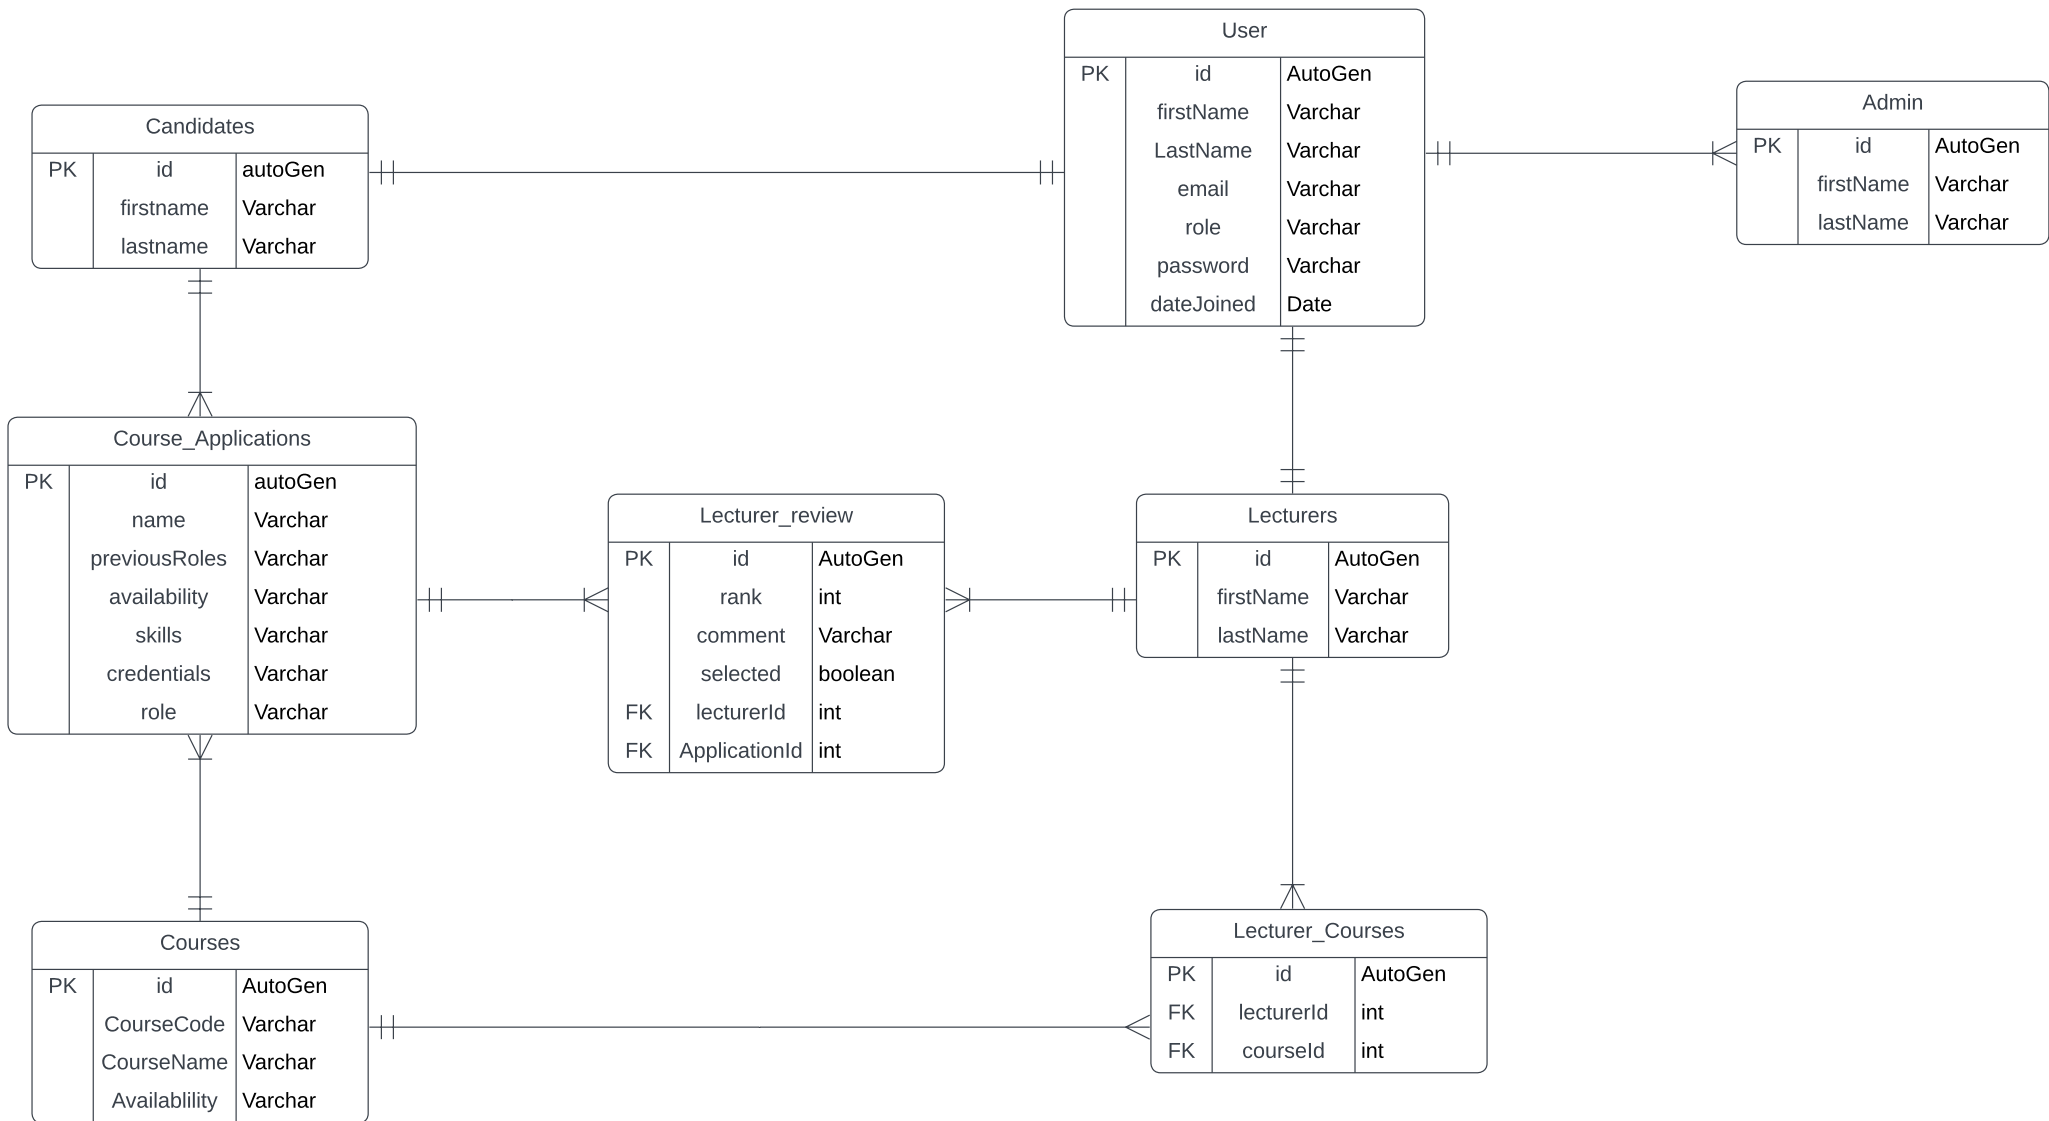 User
PK id AutoGen
firstName Varchar
LastName Varchar
email Varchar
role Varchar
password Varchar
dateJoined Date
Admin
PK id AutoGen
firstName Varchar
lastName Varchar
Candidates
PK id autoGen
firstname Varchar
lastname Varchar
Course_Applications
PK id autoGen
name Varchar
previousRoles Varchar
availability Varchar
skills Varchar
credentials Varchar
role Varchar
Lecturer_review
PK id AutoGen
rank int
comment Varchar
selected boolean
FK lecturerId int
FK ApplicationId int
Lecturers
PK id AutoGen
firstName Varchar
lastName Varchar
Courses
PK id AutoGen
CourseCode Varchar
CourseName Varchar
Availablility Varchar
Lecturer_Courses
PK id AutoGen
FK lecturerId int
FK courseId int